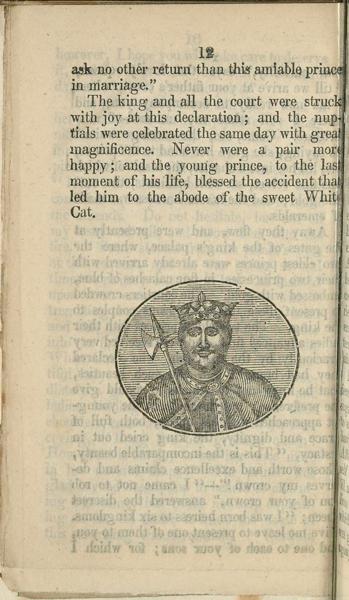 12
ask no other return than this amiable prince
in marriage."
The king and all the court were struck
with joy at this declaration; and the nup-
tials were celebrated the same day with great
magnificence. Never were a pair more
happy; and the young prince, to the last
moment of his life, blessed the accident that
led him to the abode of the sweet White
Cat.